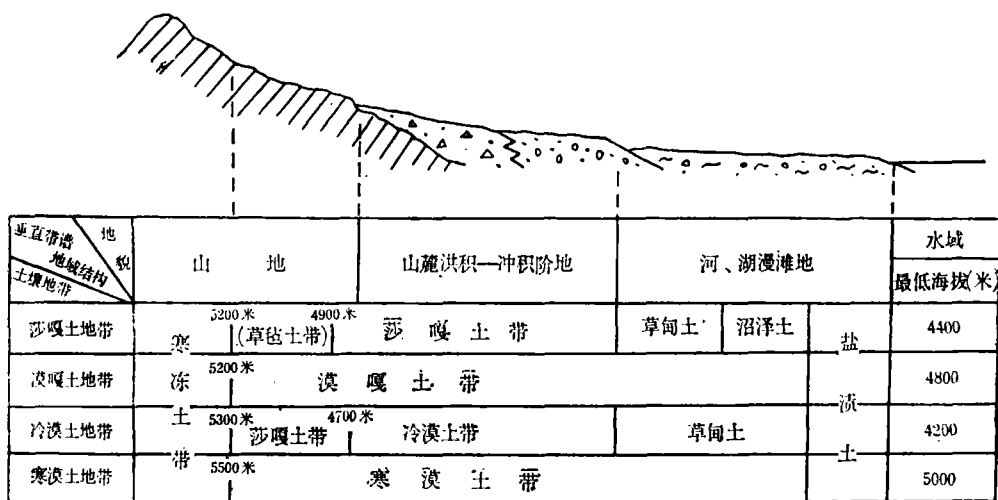 垂直带谱 地貌
地域结构
土壤地带
山 地
山麓洪积—冲积阶地
河、湖漫滩地
水域
最低海拔(米)
莎嘎土地带
寒冻土带
5200米
(草毡土带)
4900米
莎嘎土带
草甸土
沼泽土
盐渍土
4400
漠嘎土地带
5200米
漠嘎土带
4800
冷漠土地带
5300米
莎嘎土带
4700米
冷漠土带
草甸土
4200
寒漠土地带
5500米
寒漠土带
5000